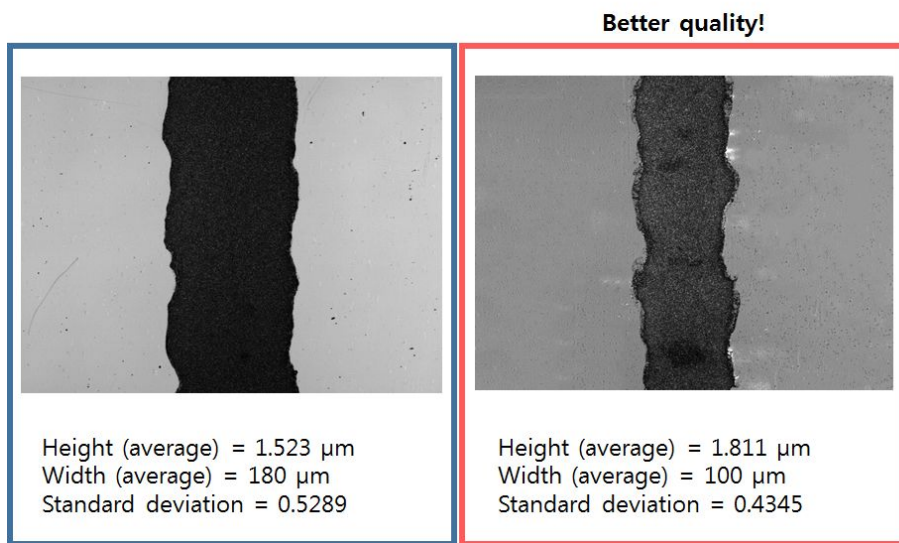 Better quality!
Height (average) = 1.523 μm
Width (average) = 180 μm
Standard deviation = 0.5289
Height (average) = 1.811 μm
Width (average) = 100 μm
Standard deviation = 0.4345